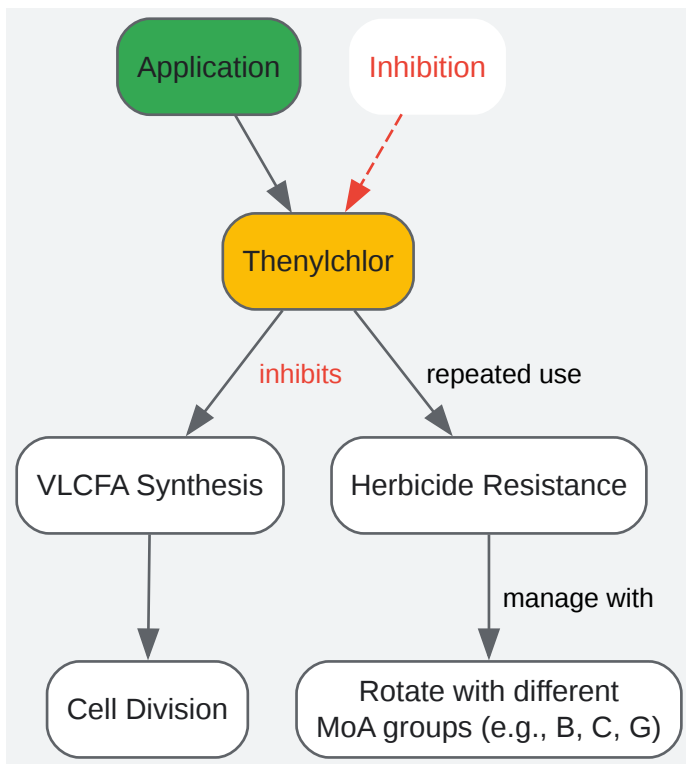 Application
Inhibition
Thenylchlor
inhibits
repeated use
VLCFA Synthesis
Herbicide Resistance
manage with
Cell Division
Rotate with different
MoA groups (e.g., B, C, G)